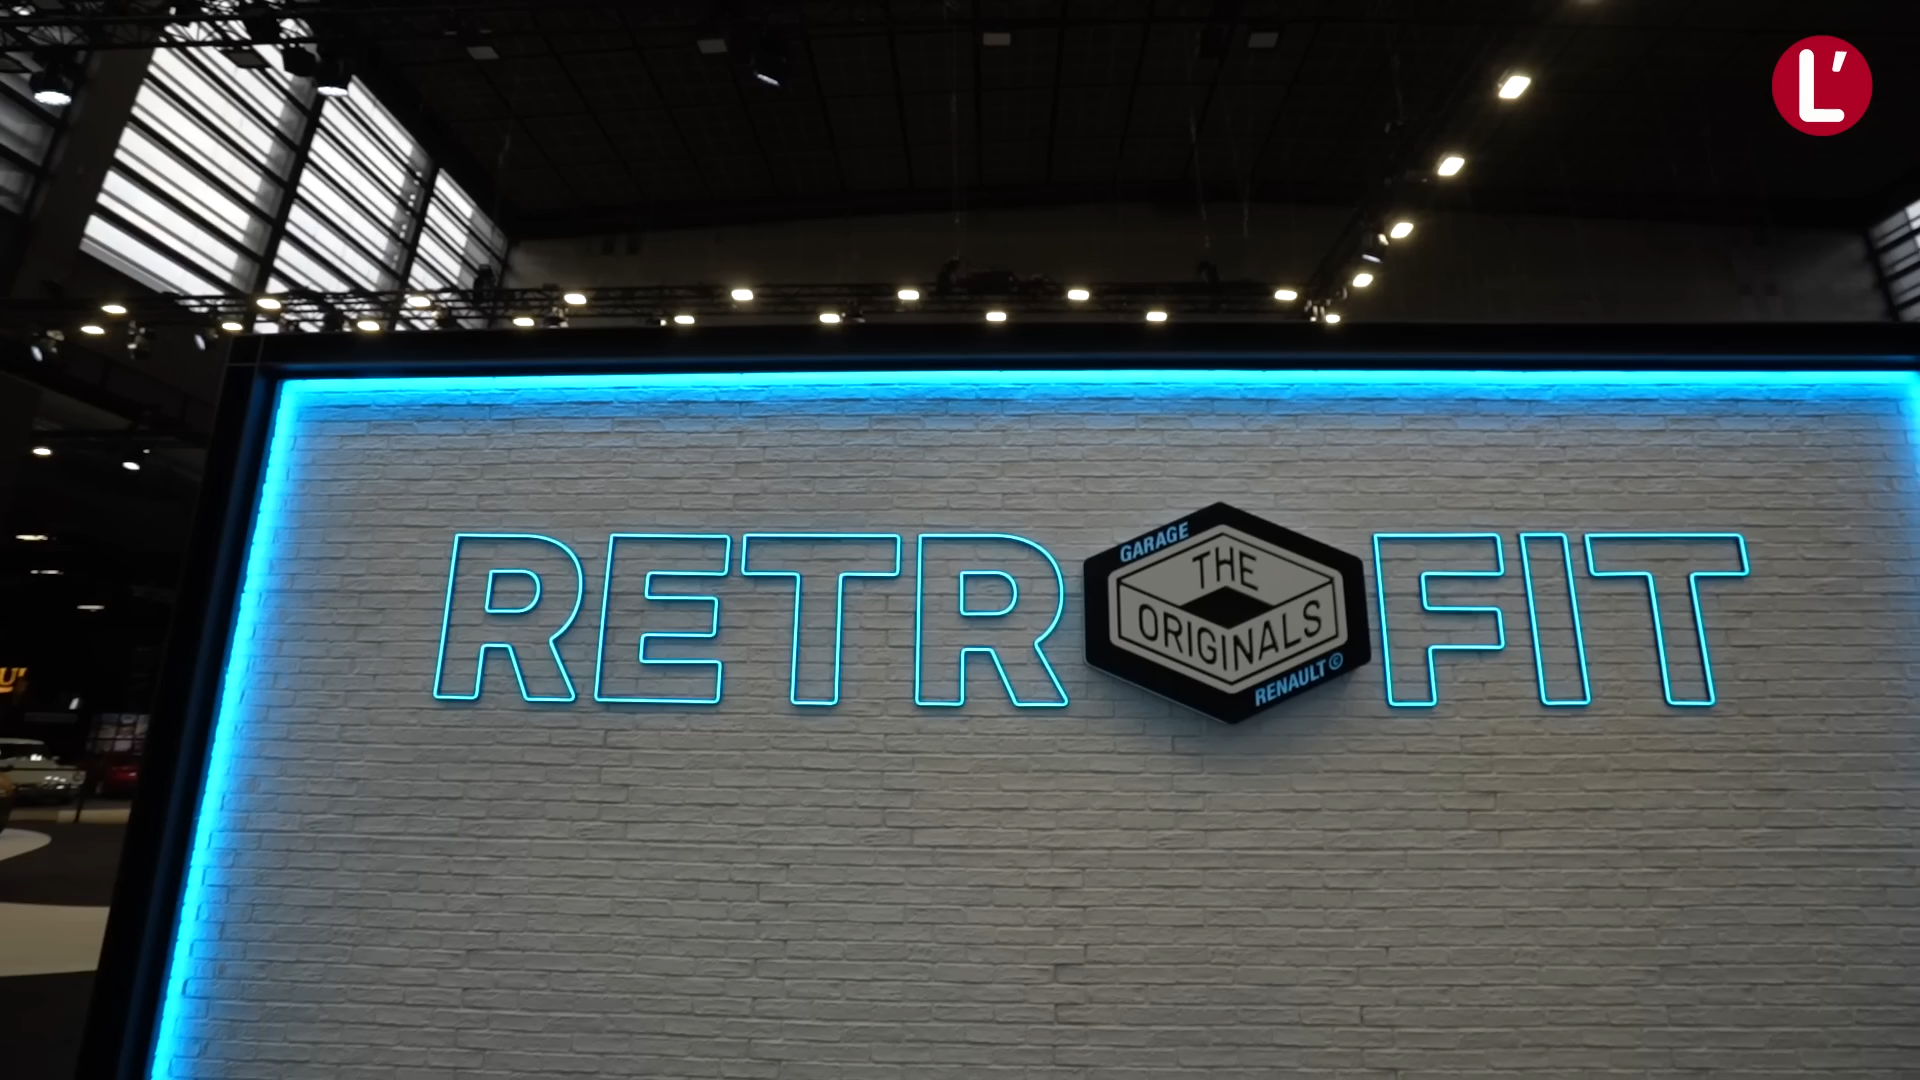 L'
RETR FIT
GARAGE
THE
ORIGINALS
RENAULT©